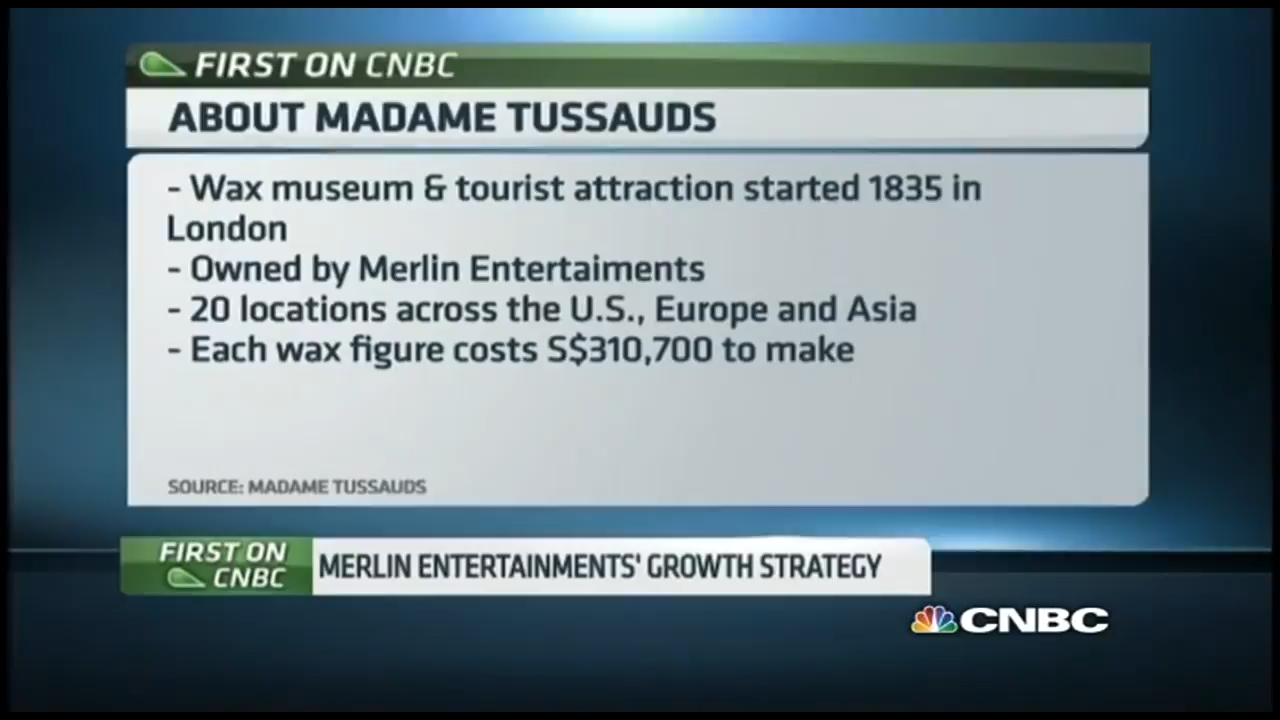 FIRST ON CNBC
ABOUT MADAME TUSSAUDS
- Wax museum & tourist attraction started 1835 in
London
- Owned by Merlin Entertaiments
- 20 locations across the U.S., Europe and Asia
- Each wax figure costs S$310,700 to make
SOURCE: MADAME TUSSAUDS
FIRST ON
CNBC
MERLIN ENTERTAINMENTS' GROWTH STRATEGY
CNBC